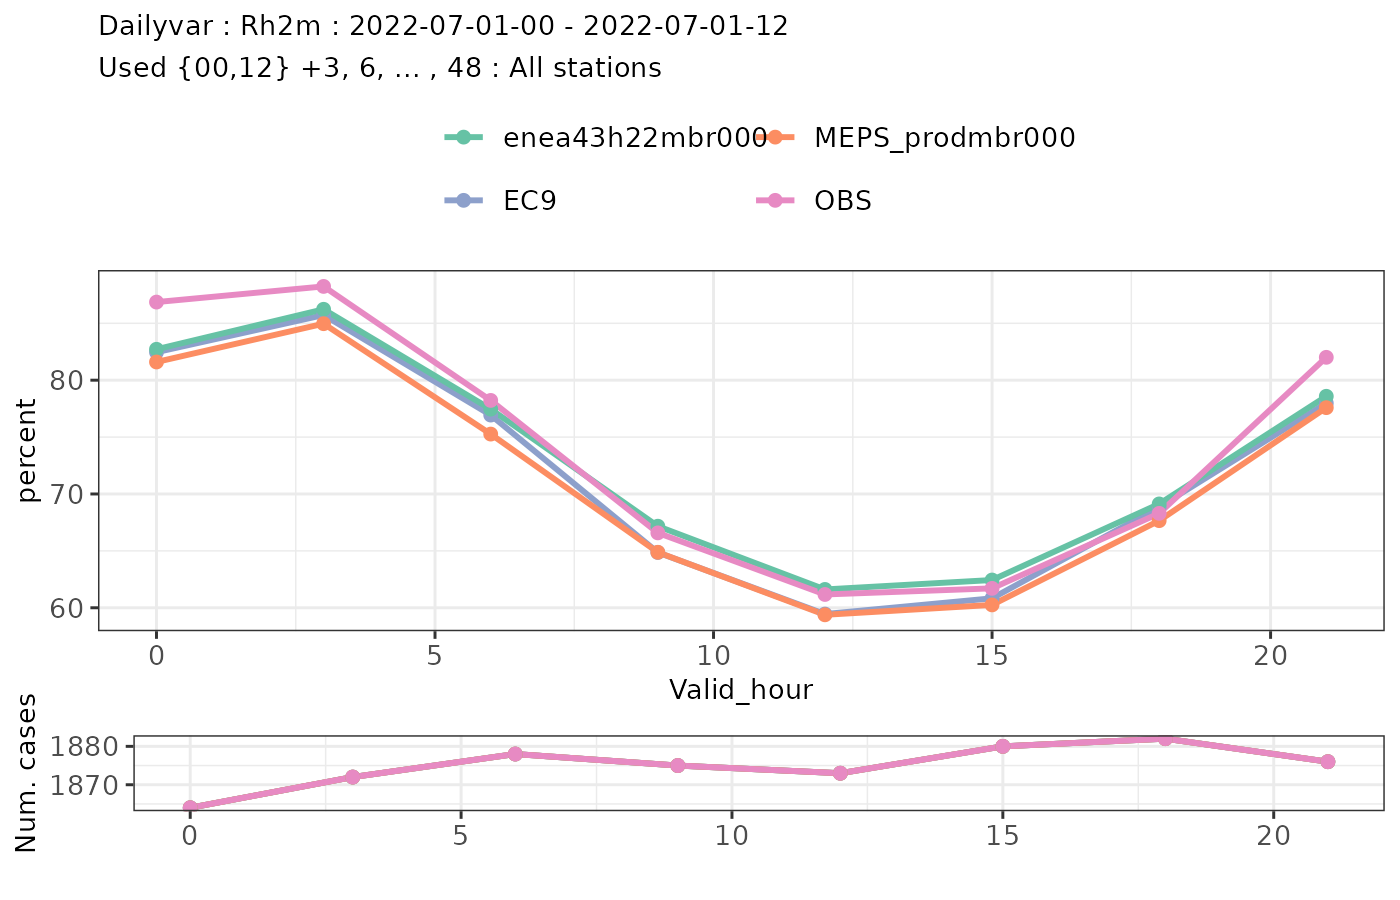 Dailyvar : Rh2m : 2022-07-01-00 - 2022-07-01-12
Used {00,12} +3, 6, ... , 48 : All stations
enea43h22mbr000 MEPS_prodmbr000
EC9 OBS
percent
80
70
60
0 5 10 15 20
Valid_hour
Num. cases
1880
1870
0 5 10 15 20